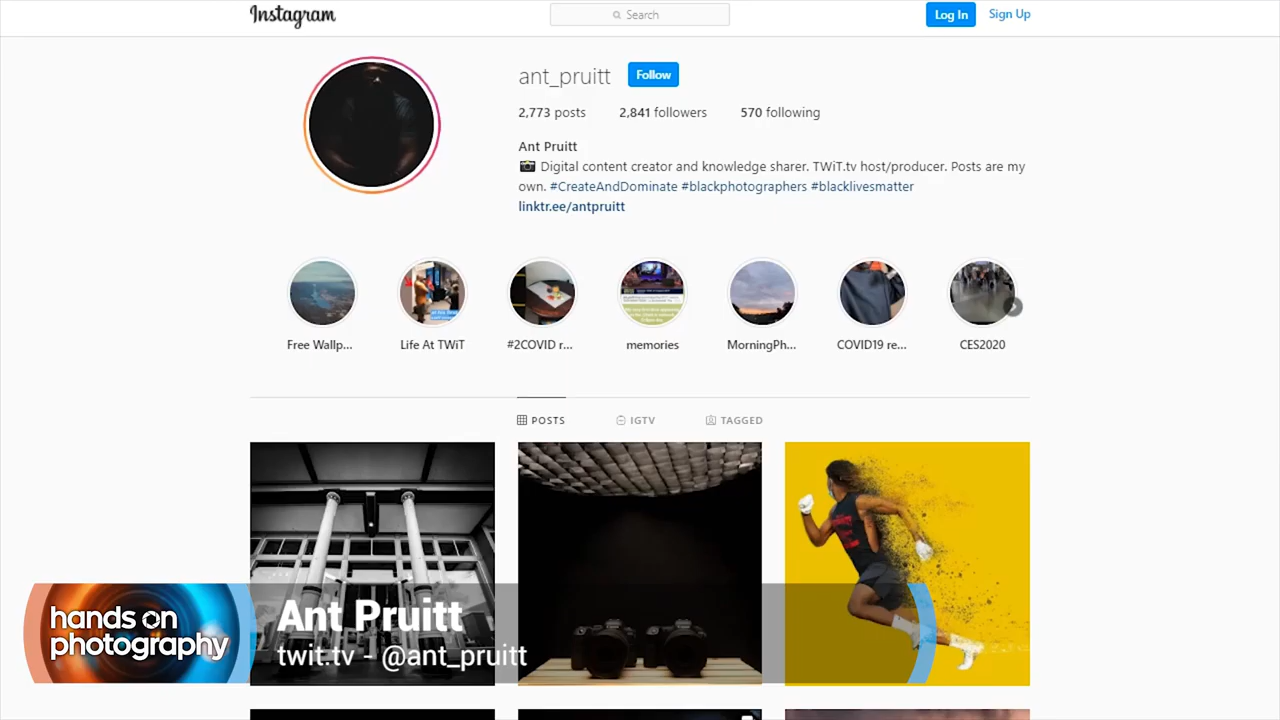 Instagram
Search
Log In
Sign Up
ant_pruitt
Follow
2,773 posts
2,841 followers
570 following
Ant Pruitt
📸 Digital content creator and knowledge sharer. TWiT.tv host/producer. Posts are my
own. #CreateAndDominate #blackphotographers #blacklivesmatter
linktr.ee/antpruitt
Free Wallp...
Life At TWiT
#2COVID r...
memories
MorningPh...
COVID19 re...
CES2020
POSTS
IGTV
TAGGED
hands on
photography
Ant Pruitt
twit.tv - @ant_pruitt